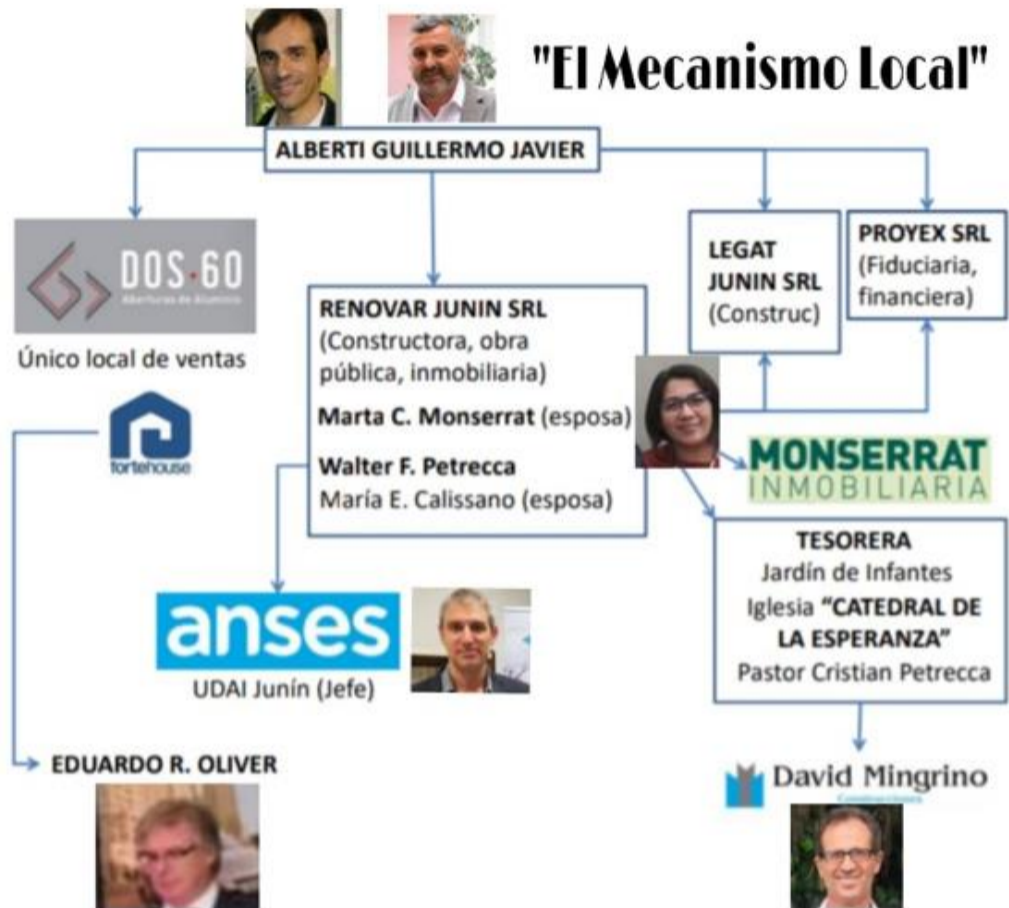 "El Mecanismo Local"
ALBERTI GUILLERMO JAVIER
DOS·60
Aberturas de Aluminio
Único local de ventas
fortehouse
RENOVAR JUNIN SRL
(Constructora, obra
pública, inmobiliaria)
Marta C. Monserrat (esposa)
Walter F. Petrecca
María E. Calissano (esposa)
LEGAT
JUNIN SRL
(Construc)
PROYEX SRL
(Fiduciaria,
financiera)
MONSERRAT
INMOBILIARIA
TESORERA
Jardín de Infantes
Iglesia "CATEDRAL DE
LA ESPERANZA"
Pastor Cristian Petrecca
anses
UDAI Junín (Jefe)
EDUARDO R. OLIVER
David Mingrino
Construcciones